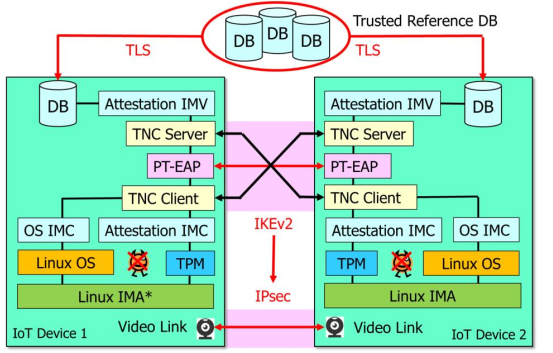 Trusted Reference DB
DB
DB
DB
TLS
TLS
DB
Attestation IMV
TNC Server
PT-EAP
TNC Client
OS IMC
Attestation IMC
Linux OS
TPM
Linux IMA*
IoT Device 1
Video Link
IKEv2
IPsec
Attestation IMV
DB
TNC Server
PT-EAP
TNC Client
Attestation IMC
OS IMC
TPM
Linux OS
Linux IMA
Video Link
IoT Device 2